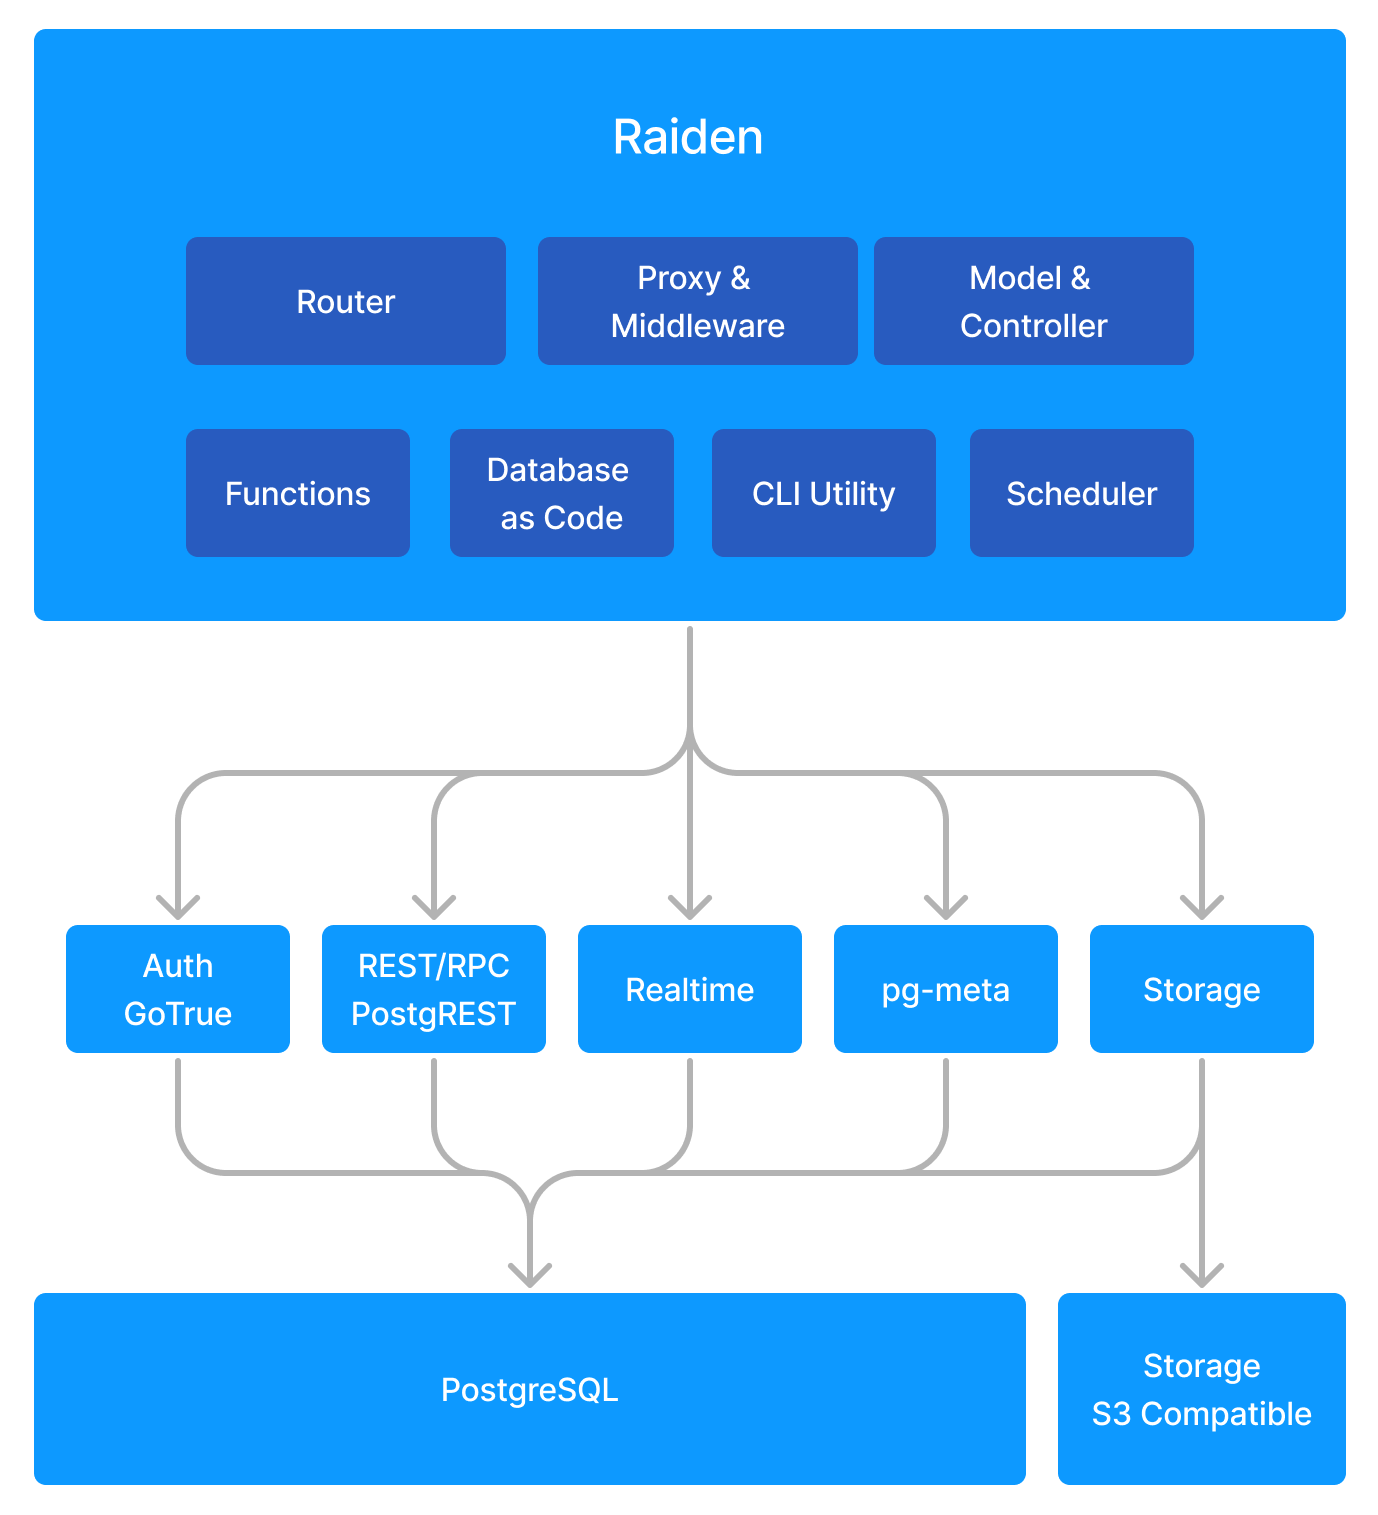 Raiden
Router
Proxy &
Middleware
Model &
Controller
Functions
Database
as Code
CLI Utility
Scheduler
Auth
GoTrue
REST/RPC
PostgREST
Realtime
pg-meta
Storage
PostgreSQL
Storage
S3 Compatible